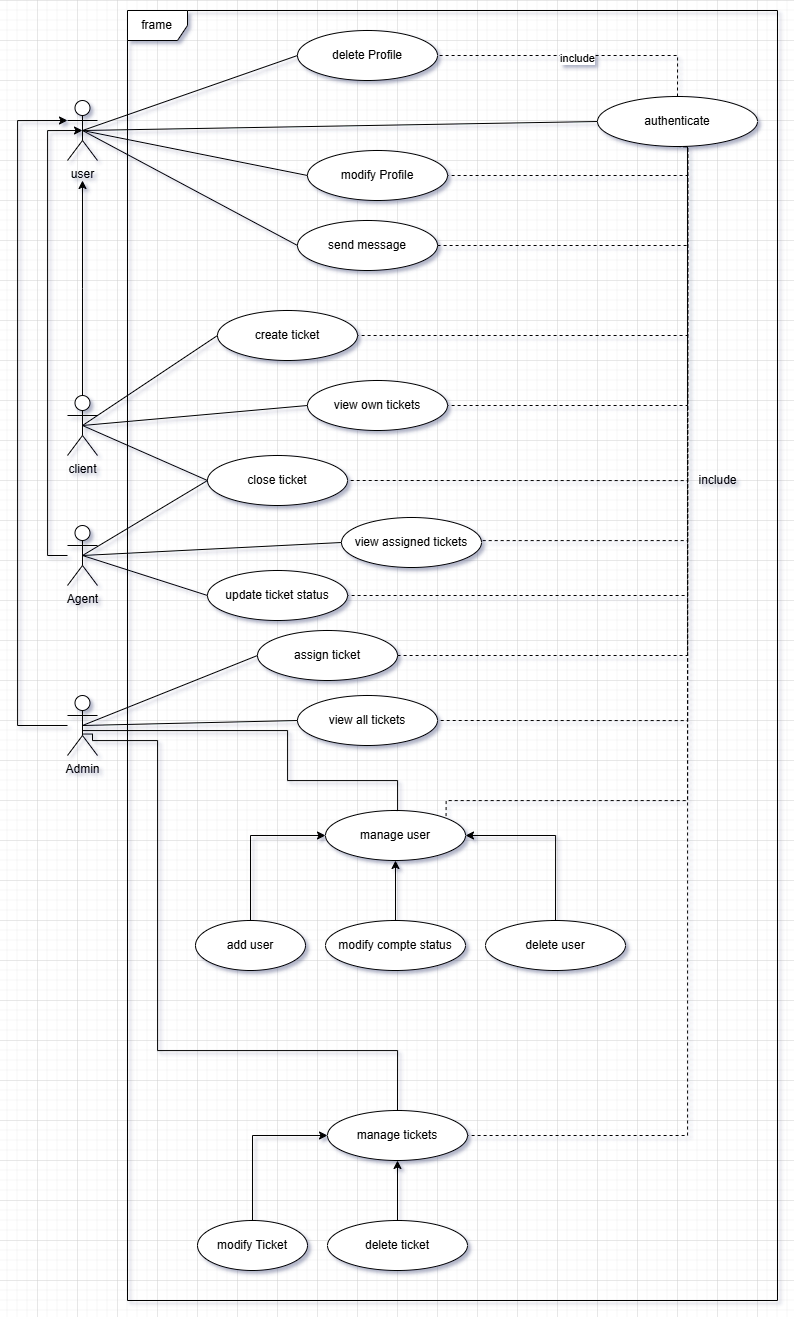 frame
delete Profile
include
authenticate
user
modify Profile
send message
create ticket
view own tickets
client
close ticket
include
view assigned tickets
Agent
update ticket status
assign ticket
view all tickets
Admin
manage user
add user
modify compte status
delete user
manage tickets
modify Ticket
delete ticket